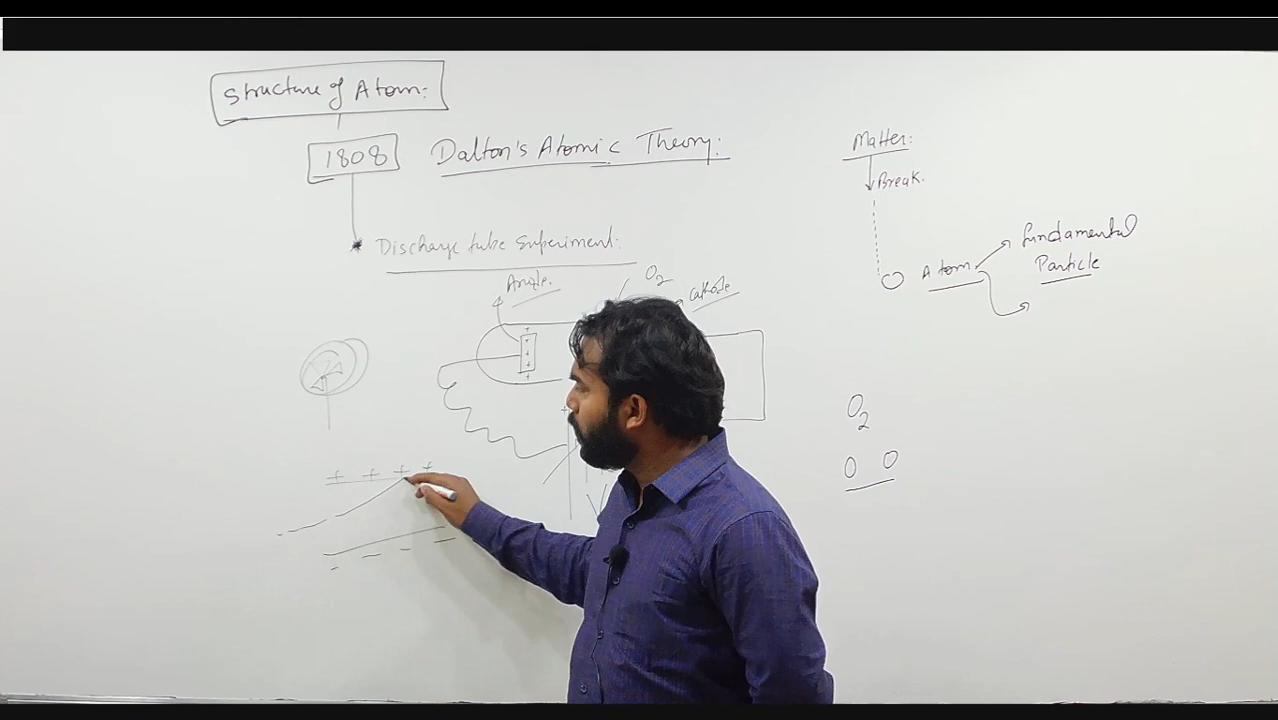 Structure of Atom:
1808 Dalton's Atomic Theory:
Discharge tube Experiment:
Anode.
O2
Cathode
+
+
+
+
+ + + +
- - - -
Matter:
Break.
Atom
fundamental
Particle
O2
O O